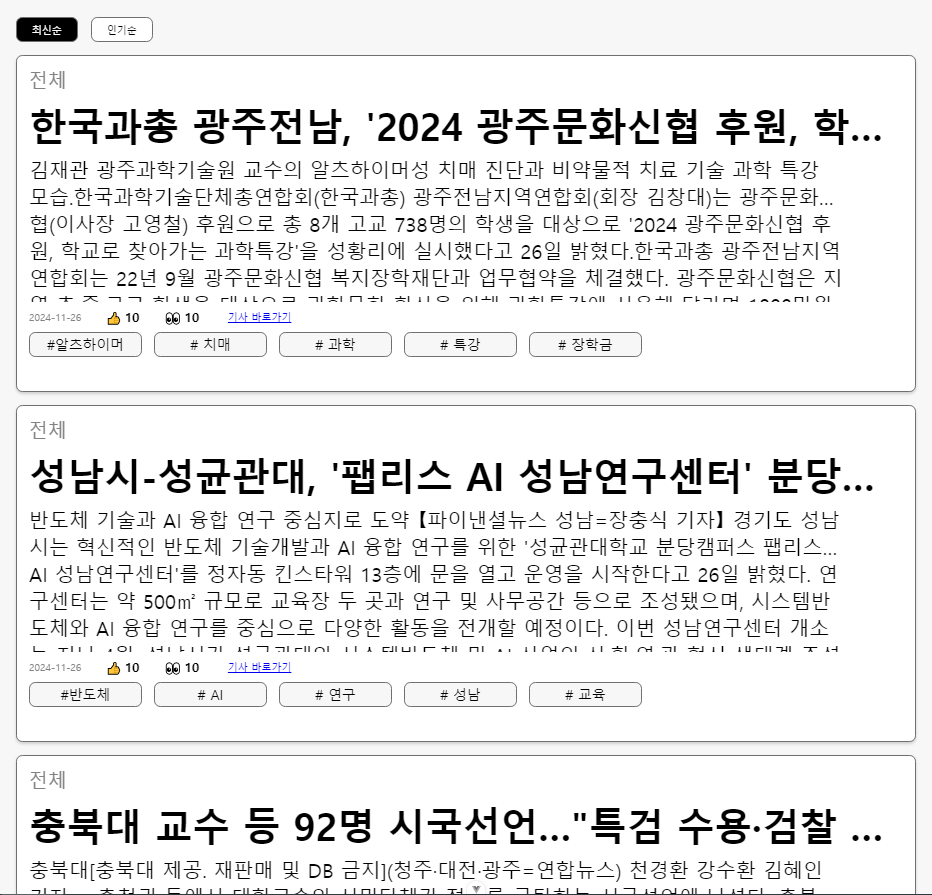 최신순 인기순
전체
한국과총 광주전남, '2024 광주문화신협 후원, 학...
김재관 광주과학기술원 교수의 알츠하이머성 치매 진단과 비약물적 치료 기술 과학 특강
모습.한국과학기술단체총연합회(한국과총) 광주전남지역연합회(회장 김창대)는 광주문화...
협(이사장 고영철) 후원으로 총 8개 고교 738명의 학생을 대상으로 '2024 광주문화신협 후
원, 학교로 찾아가는 과학특강'을 성황리에 실시했다고 26일 밝혔다.한국과총 광주전남지역
연합회는 22년 9월 광주문화신협 복지장학재단과 업무협약을 체결했다. 광주문화신협은 지
2024-11-26 👍 10 👀 10 기사 바로가기
#알츠하이머 # 치매 # 과학 # 특강 # 장학금
전체
성남시-성균관대, '팹리스 AI 성남연구센터' 분당...
반도체 기술과 AI 융합 연구 중심지로 도약【파이낸셜뉴스 성남=장충식 기자】경기도 성남
시는 혁신적인 반도체 기술개발과 AI 융합 연구를 위한 '성균관대학교 분당캠퍼스 팹리스...
AI 성남연구센터'를 정자동 킨스타워 13층에 문을 열고 운영을 시작한다고 26일 밝혔다. 연
구센터는 약 500㎡ 규모로 교육장 두 곳과 연구 및 사무공간 등으로 조성됐으며, 시스템반
도체와 AI 융합 연구를 중심으로 다양한 활동을 전개할 예정이다. 이번 성남연구센터 개소
2024-11-26 👍 10 👀 10 기사 바로가기
#반도체 # AI # 연구 # 성남 # 교육
전체
충북대 교수 등 92명 시국선언..."특검 수용·검찰 ...
충북대[충북대 제공. 재판매 및 DB 금지](청주·대전·광주=연합뉴스) 천경환 강수환 김혜인